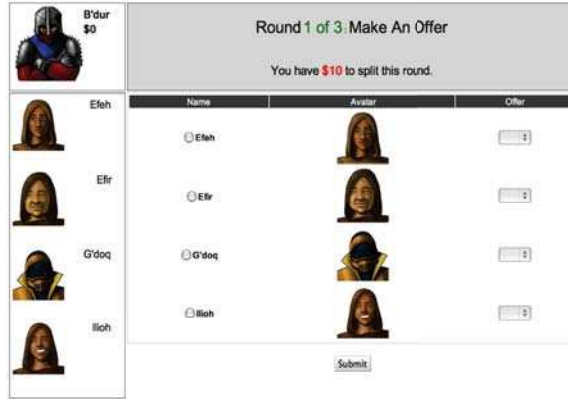 B'dur
$0
Round 1 of 3: Make An Offer
You have $10 to split this round.
Efeh
Efir
G'doq
Ilioh
Name Avatar Offer
Efeh
Efir
G'doq
Ilioh
Submit